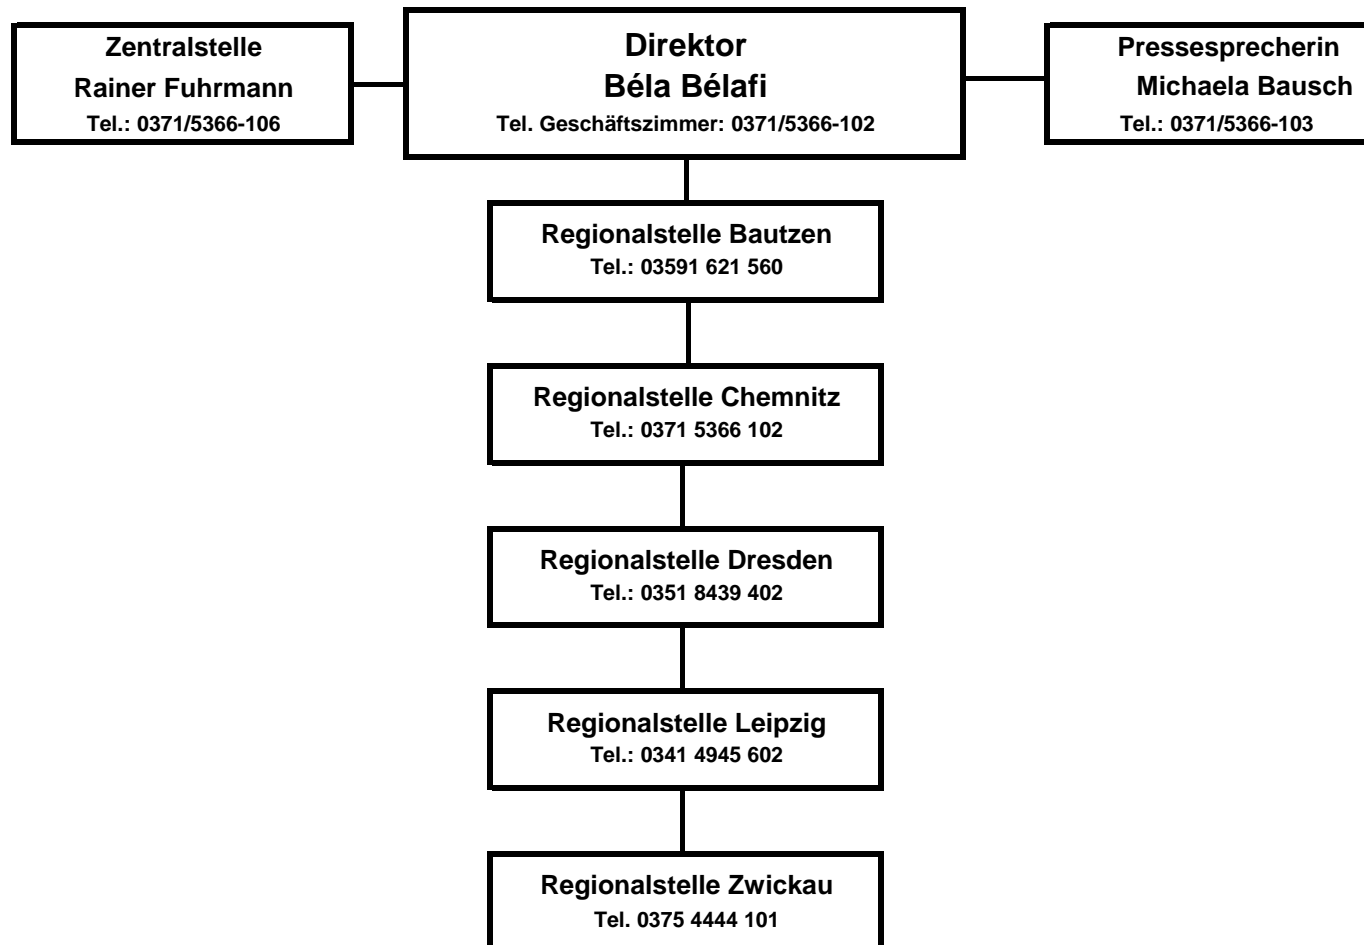 Zentralstelle
Rainer Fuhrmann
Tel.: 0371/5366-106
Direktor
Béla Bélafi
Tel. Geschäftszimmer: 0371/5366-102
Pressesprecherin
Michaela Bausch
Tel.: 0371/5366-103
Regionalstelle Bautzen
Tel.: 03591 621 560
Regionalstelle Chemnitz
Tel.: 0371 5366 102
Regionalstelle Dresden
Tel.: 0351 8439 402
Regionalstelle Leipzig
Tel.: 0341 4945 602
Regionalstelle Zwickau
Tel. 0375 4444 101